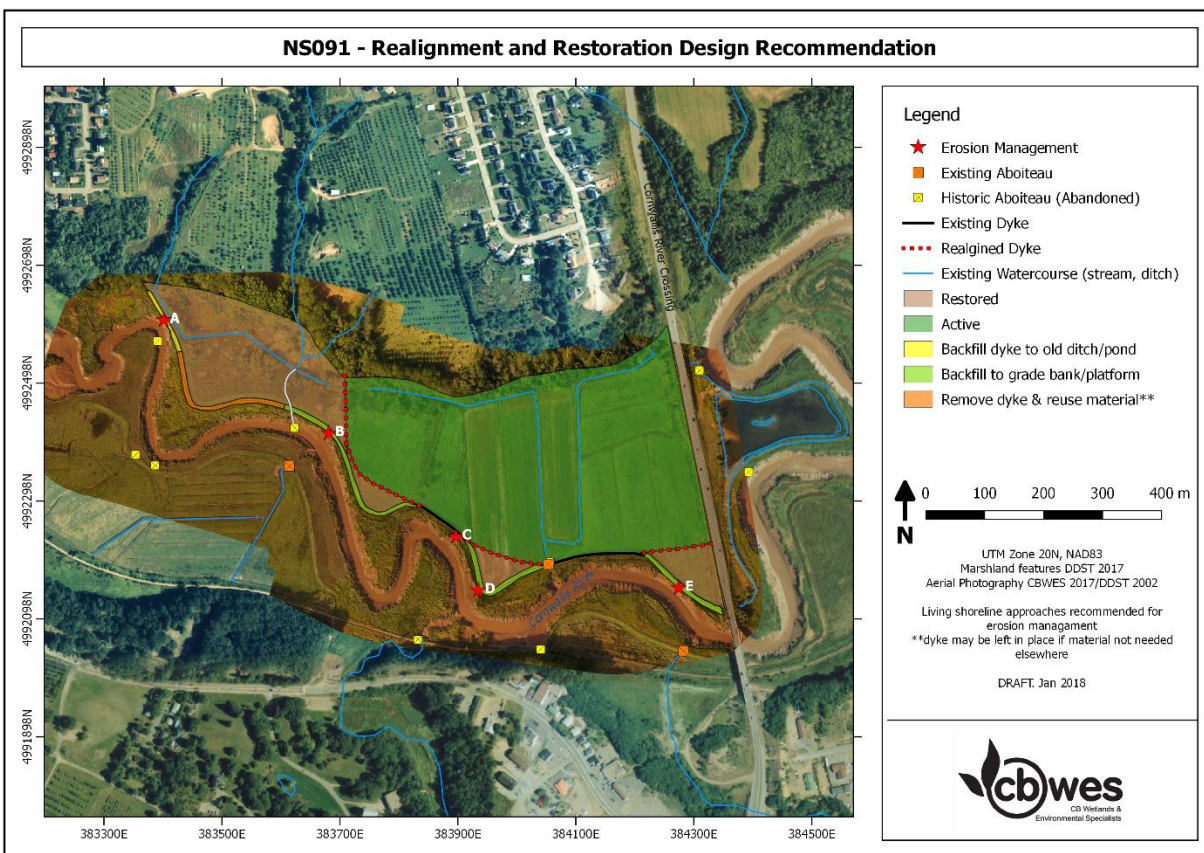 NS091 - Realignment and Restoration Design Recommendation
4992898N
4992698N
4992498N
4992298N
4992098N
4991898N
383300E
383500E
383700E
383900E
384100E
384300E
384500E
A
B
C
D
E
Cornwallis River Crossing
Cornwallis River
Legend
Erosion Management
Existing Aboiteau
Historic Aboiteau (Abandoned)
Existing Dyke
Realgined Dyke
Existing Watercourse (stream, ditch)
Restored
Active
Backfill dyke to old ditch/pond
Backfill to grade bank/platform
Remove dyke & reuse material**
N
0 100 200 300 400 m
UTM Zone 20N, NAD83
Marshland features DDST 2017
Aerial Photography CBWES 2017/DDST 2002
Living shoreline approaches recommended for
erosion managament
**dyke may be left in place if material not needed
elsewhere
DRAFT. Jan 2018
cbwes
CB Wetlands &
Environmental Specialists